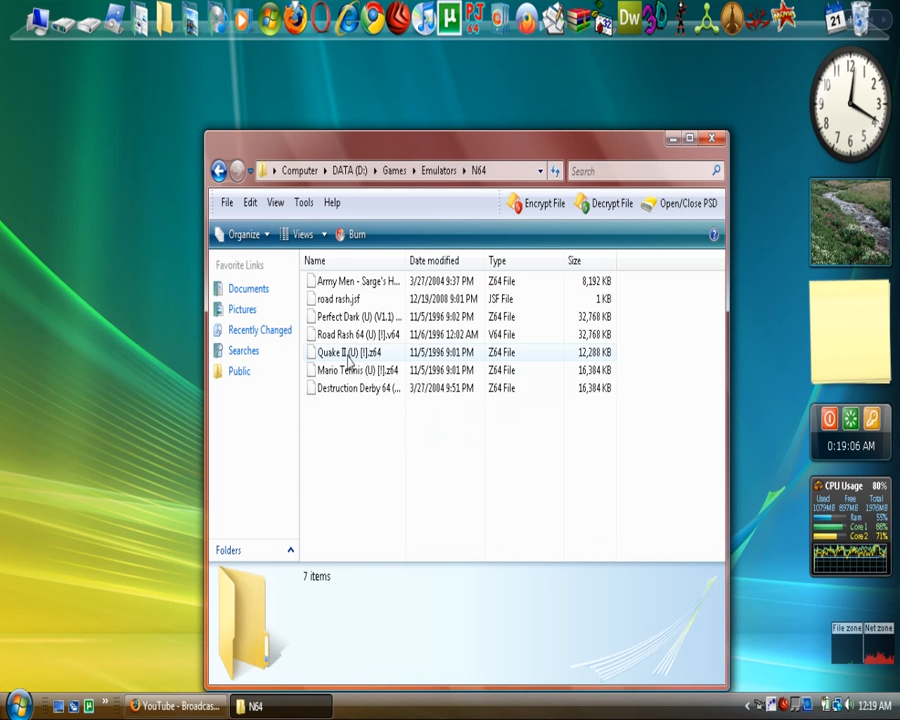 PJ
64
32
Dw
3D
21
Computer ▸ DATA (D:) ▸ Games ▸ Emulators ▸ N64
Search
File Edit View Tools Help
Encrypt File Decrypt File Open/Close PSD
Organize Views Burn
Favorite Links
Documents
Pictures
Recently Changed
Searches
Public
Folders
Name Date modified Type Size
Army Men - Sarge's H... 3/27/2004 9:37 PM Z64 File 8,192 KB
road rash.jsf 12/19/2008 9:01 PM JSF File 1 KB
Perfect Dark (U) (V1.1) ... 11/5/1996 9:02 PM Z64 File 32,768 KB
Road Rash 64 (U) [!].v64 11/6/1996 12:02 AM V64 File 32,768 KB
Quake II (U) [!].z64 11/5/1996 9:01 PM Z64 File 12,288 KB
Mario Tennis (U) [!].z64 11/5/1996 9:01 PM Z64 File 16,384 KB
Destruction Derby 64 (... 3/27/2004 9:51 PM Z64 File 16,384 KB
7 items
0:19:06 AM
CPU Usage 80%
Used Free Total
1079MB 897MB 1976MB
Ram 55%
Core 1 88%
Core 2 71%
File zone Net zone
YouTube - Broadcas...
N64
12:19 AM